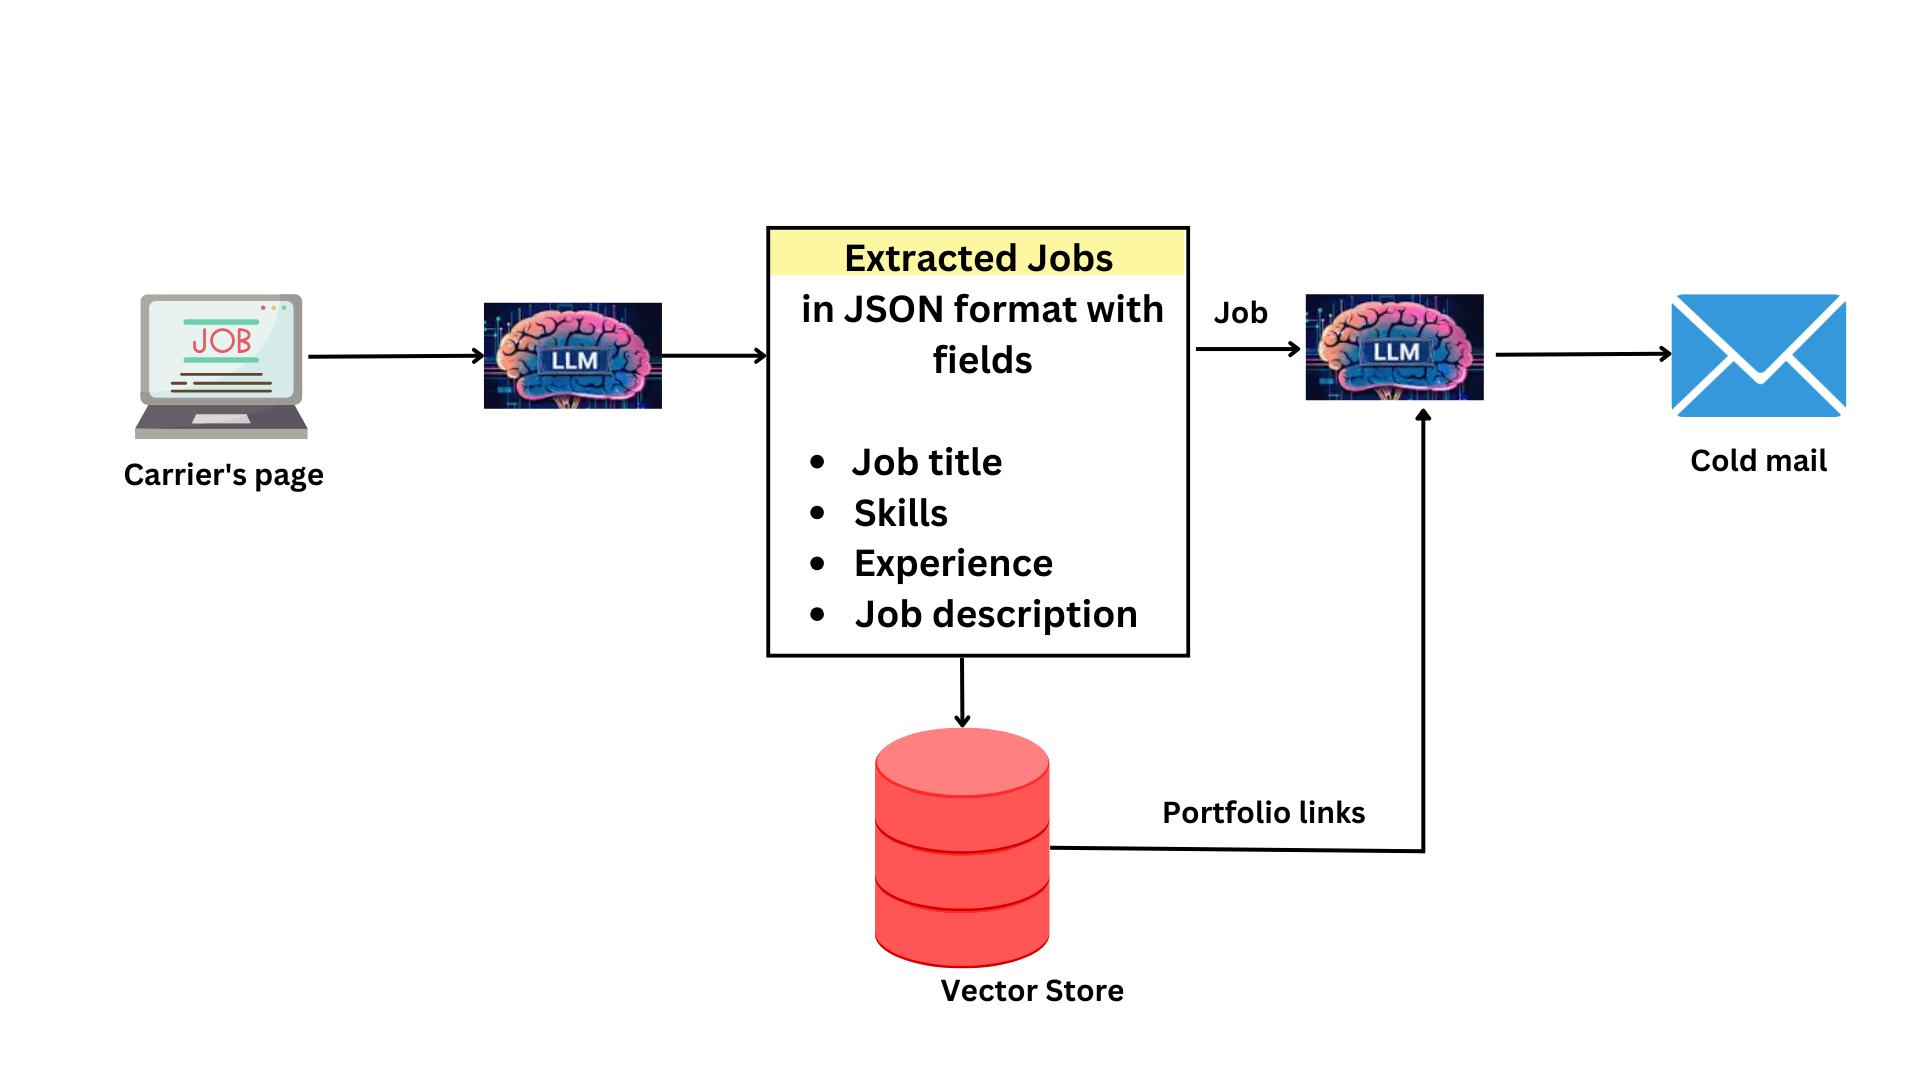 JOB
Carrier's page
LLM
Extracted Jobs
in JSON format with
fields
• Job title
• Skills
• Experience
• Job description
Job
LLM
Cold mail
Portfolio links
Vector Store